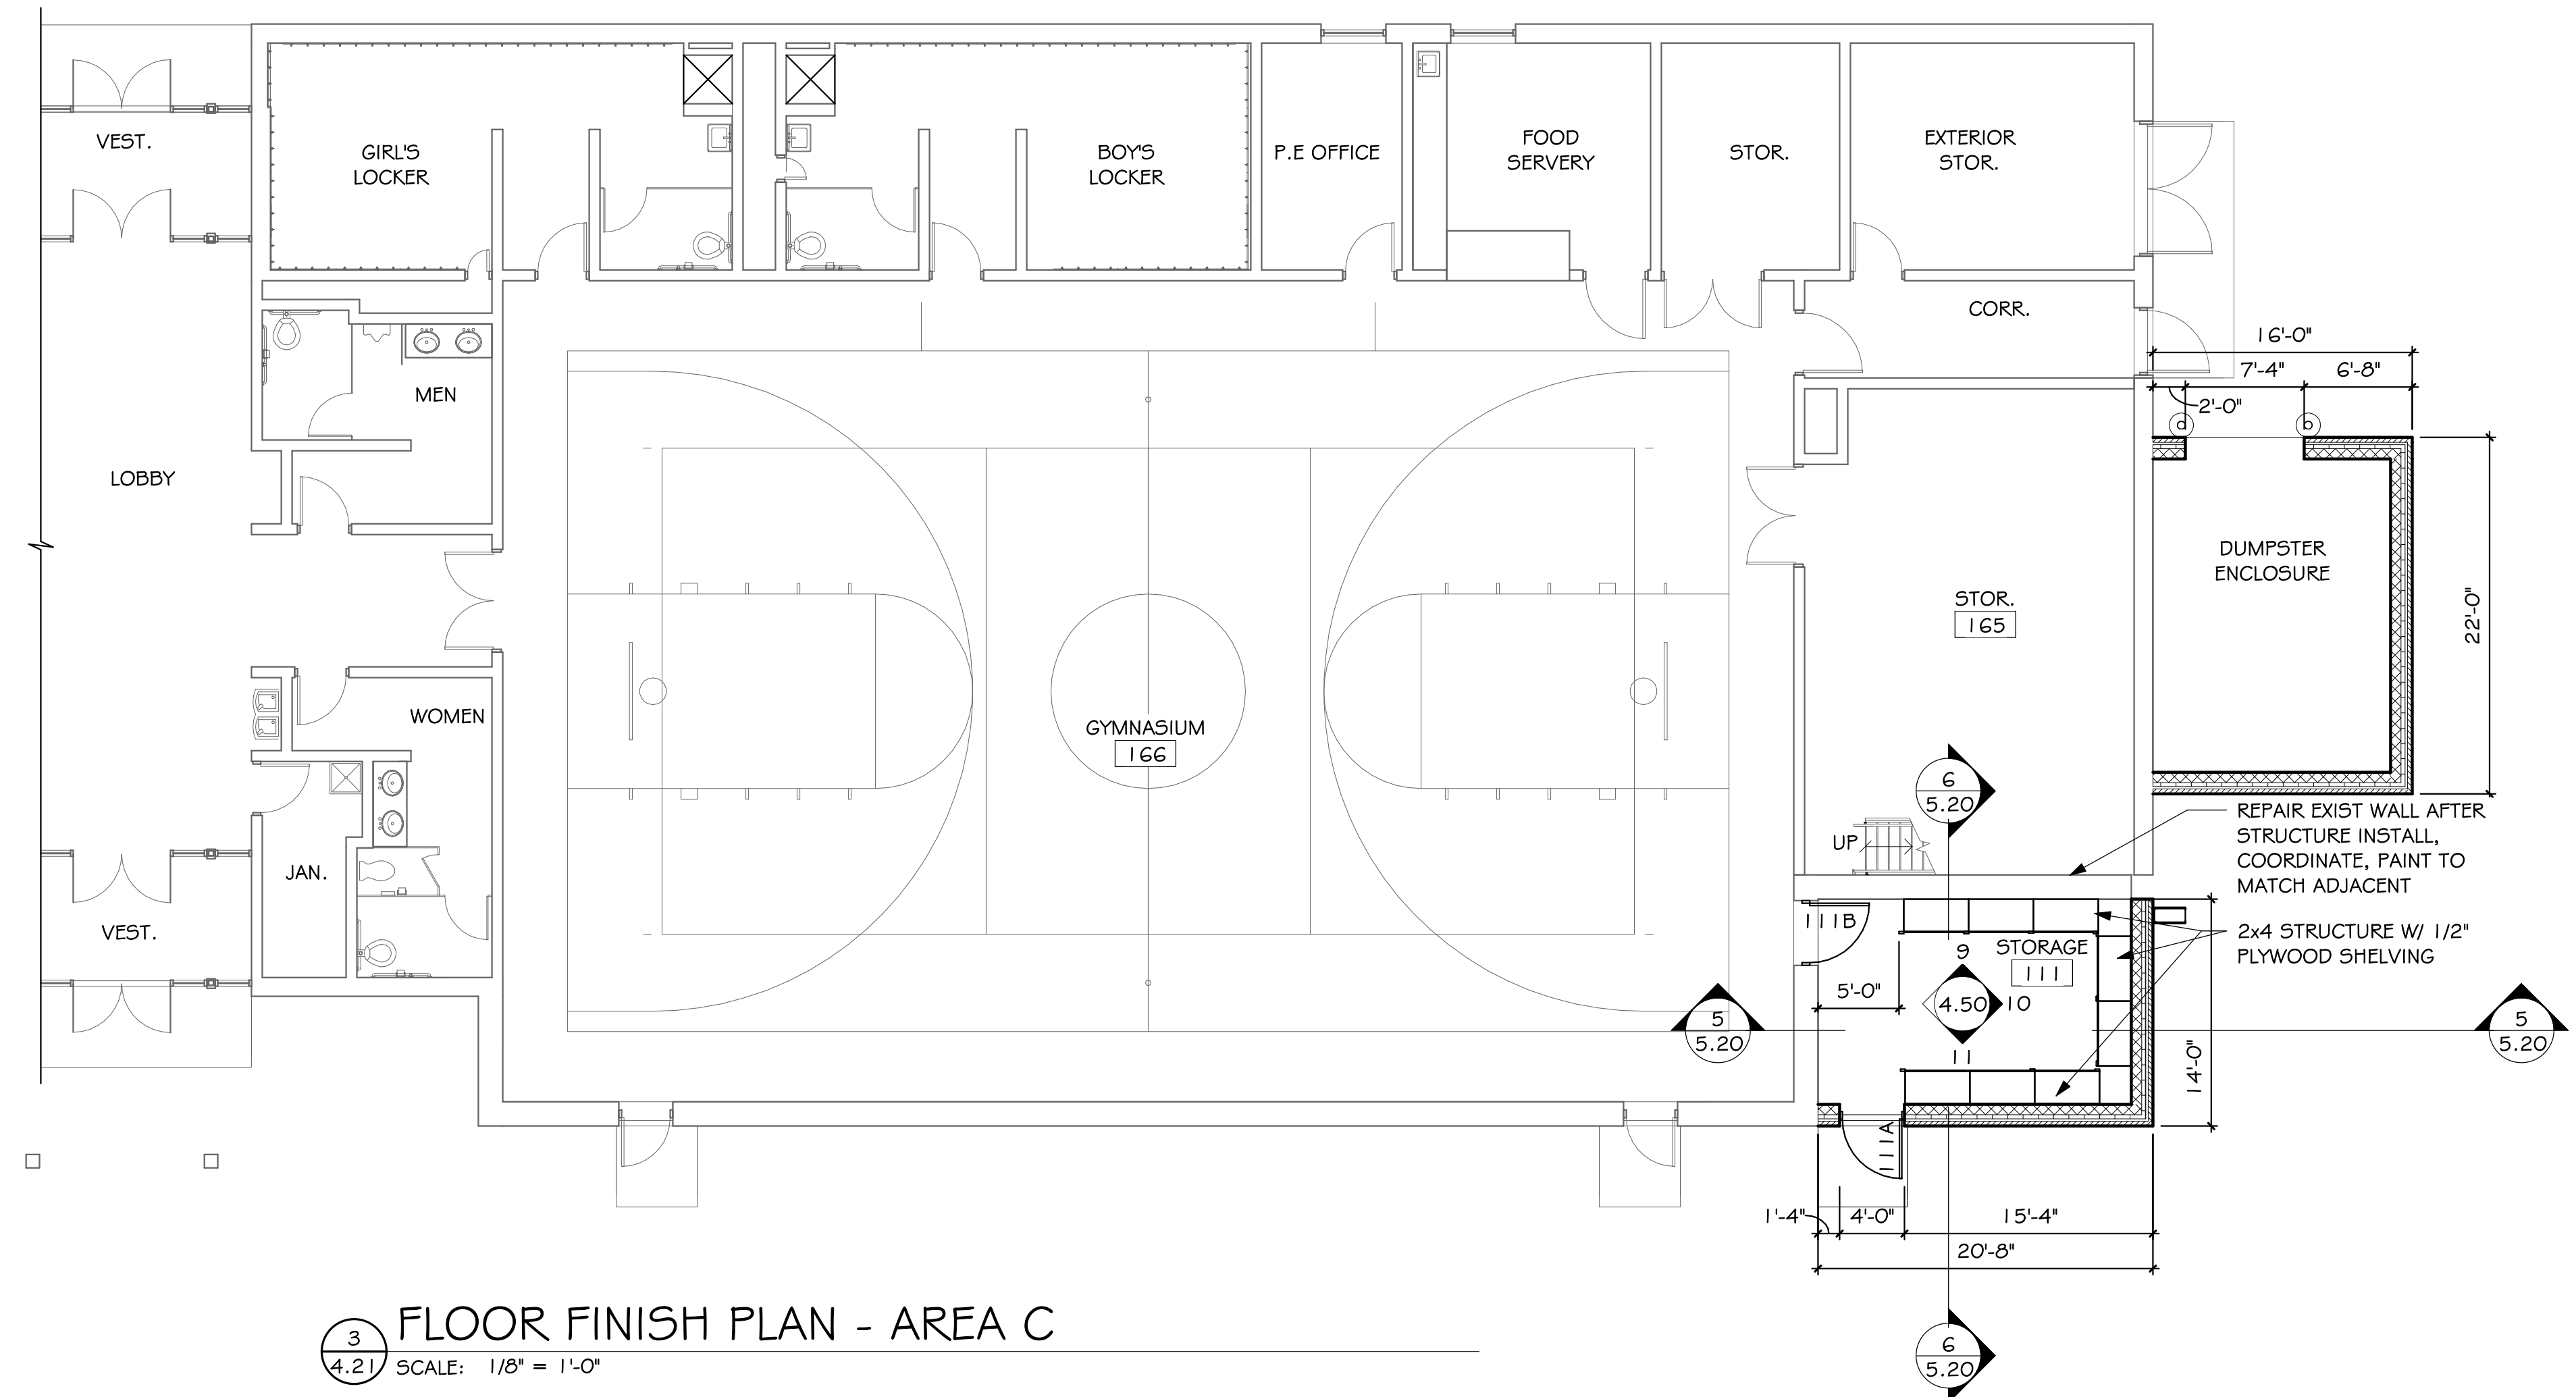 VEST.
GIRL'S
LOCKER
BOY'S
LOCKER
P.E OFFICE
FOOD
SERVERY
STOR.
EXTERIOR
STOR.
CORR.
16'-0"
7'-4"
6'-8"
2'-0"
a
b
MEN
LOBBY
DUMPSTER
ENCLOSURE
22'-0"
STOR.
165
WOMEN
GYMNASIUM
166
6
5.20
REPAIR EXIST WALL AFTER
STRUCTURE INSTALL,
COORDINATE, PAINT TO
MATCH ADJACENT
UP
JAN.
VEST.
111B
9
STORAGE
111
2x4 STRUCTURE W/ 1/2"
PLYWOOD SHELVING
5'-0"
4.50
10
11
5
5.20
5
5.20
14'-0"
111A
1'-4"
4'-0"
15'-4"
20'-8"
6
5.20
3
4.21
FLOOR FINISH PLAN - AREA C
SCALE: 1/8" = 1'-0"